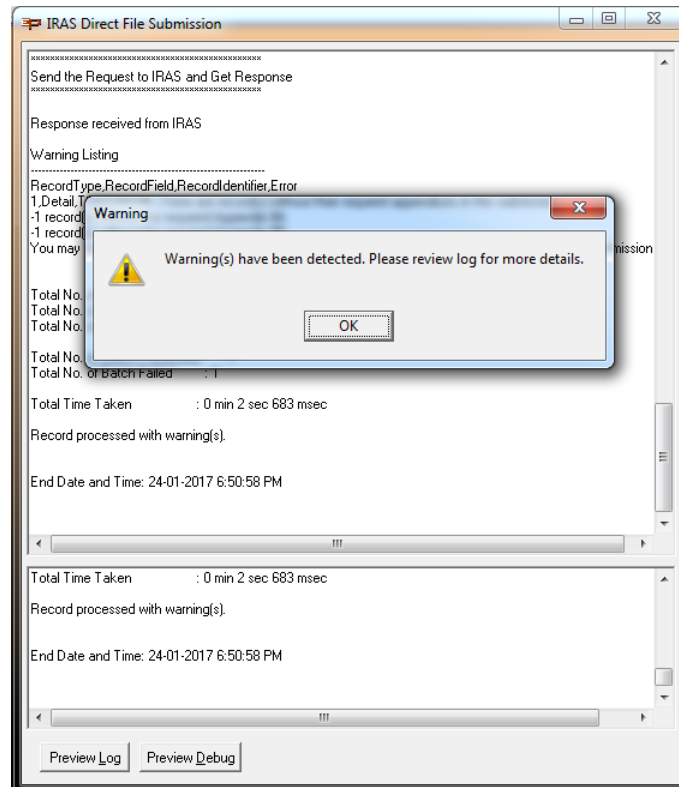 IRAS Direct File Submission
************************************************
Send the Request to IRAS and Get Response
************************************************
Response received from IRAS
Warning Listing
RecordType,RecordField,RecordIdentifier,Error
1,Detail,T
-1 record(
-1 record(
You may
mission
Warning
Warning(s) have been detected. Please review log for more details.
OK
Total No.
Total No.
Total No.
Total No.
Total No. of Batch Failed : 1
Total Time Taken : 0 min 2 sec 683 msec
Record processed with warning(s).
End Date and Time: 24-01-2017 6:50:58 PM
Total Time Taken : 0 min 2 sec 683 msec
Record processed with warning(s).
End Date and Time: 24-01-2017 6:50:58 PM
Preview Log
Preview Debug